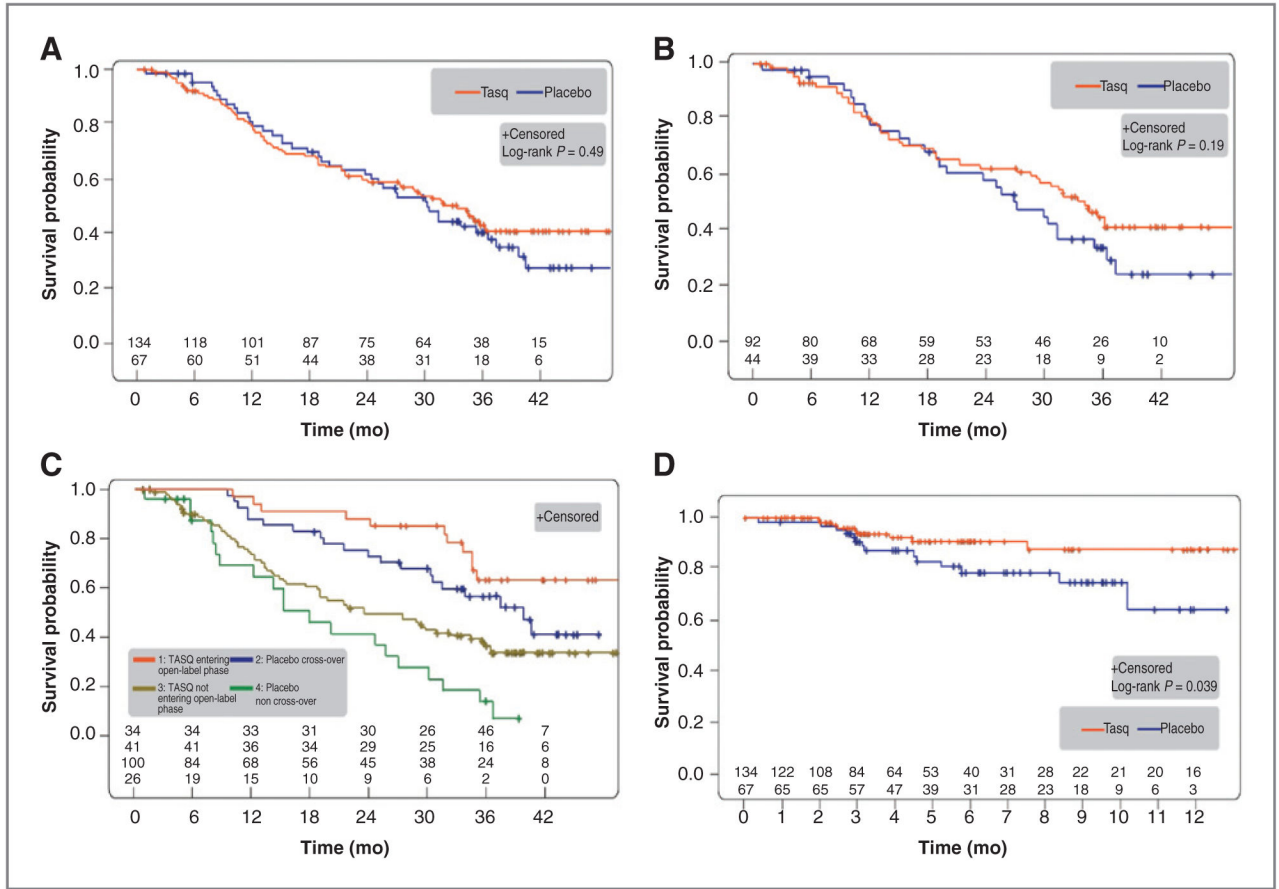 A
Survival probability
1.0
0.8
0.6
0.4
0.2
0.0
Tasq Placebo
+Censored
Log-rank P = 0.49
134 118 101 87 75 64 38 15
67 60 51 44 38 31 18 6
0 6 12 18 24 30 36 42
Time (mo)
B
Survival probability
1.0
0.8
0.6
0.4
0.2
0.0
Tasq Placebo
+Censored
Log-rank P = 0.19
92 80 68 59 53 46 26 10
44 39 33 28 23 18 9 2
0 6 12 18 24 30 36 42
Time (mo)
C
Survival probability
1.0
0.8
0.6
0.4
0.2
0.0
+Censored
1: TASQ entering
open-label phase
2: Placebo cross-over
3: TASQ not
entering open-label
phase
4: Placebo
non cross-over
34 34 33 31 30 26 46 7
41 41 36 34 29 25 16 6
100 84 68 56 45 38 24 8
26 19 15 10 9 6 2 0
0 6 12 18 24 30 36 42
Time (mo)
D
Survival probability
1.0
0.8
0.6
0.4
0.2
0.0
+Censored
Log-rank P = 0.039
Tasq Placebo
134 122 108 84 64 53 40 31 28 22 21 20 16
67 65 65 57 47 39 31 28 23 18 9 6 3
0 1 2 3 4 5 6 7 8 9 10 11 12
Time (mo)